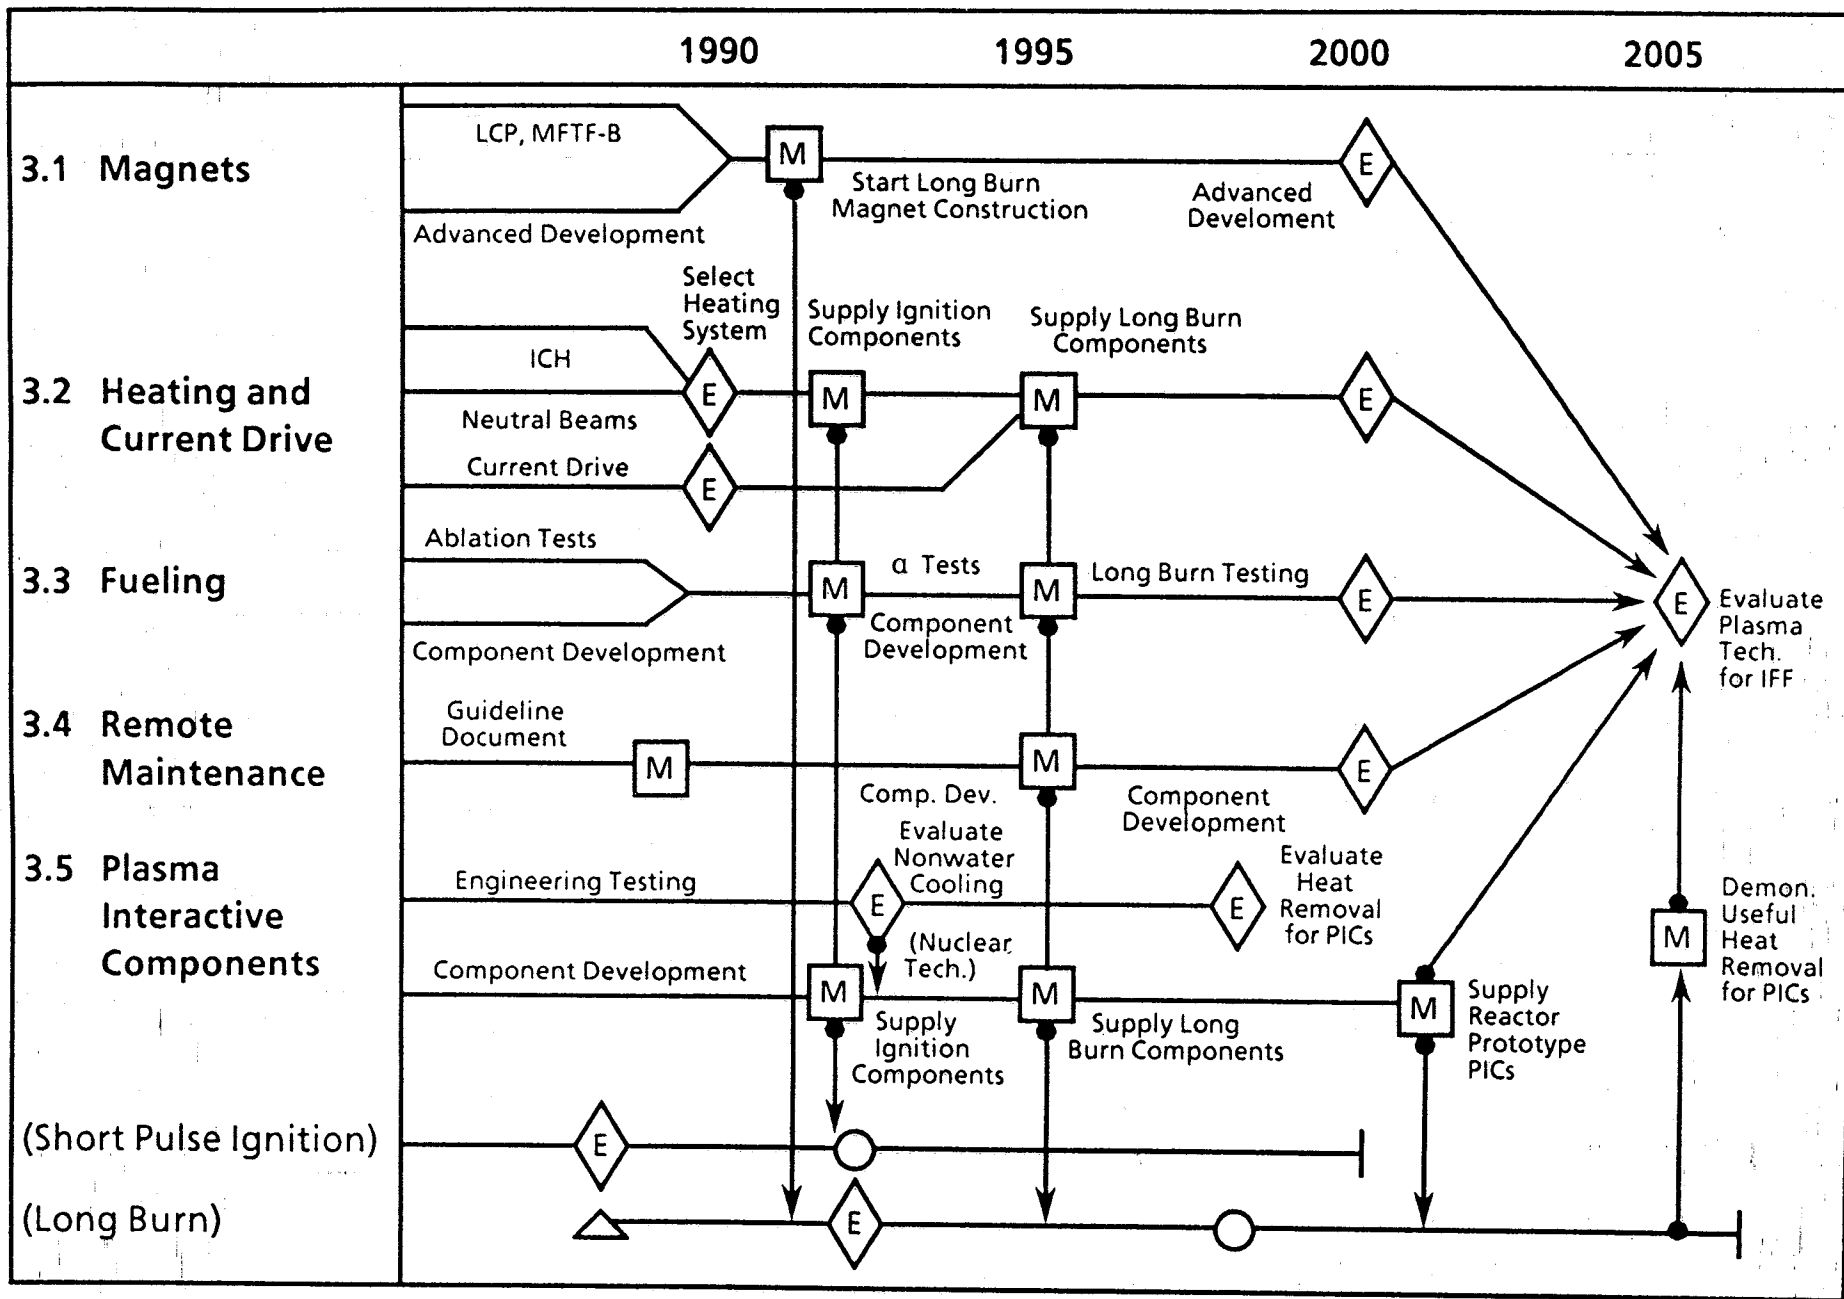 1990 1995 2000 2005
3.1 Magnets
LCP, MFTF-B
Advanced Development
M
Start Long Burn
Magnet Construction
Advanced
Develoment
E
3.2 Heating and
Current Drive
Select
Heating
System
ICH
Neutral Beams
Current Drive
E
E
Supply Ignition
Components
M
Supply Long Burn
Components
M
E
3.3 Fueling
Ablation Tests
Component Development
M
α Tests
Component
Development
M
Long Burn Testing
E
E
Evaluate
Plasma
Tech.
for IFF
3.4 Remote
Maintenance
Guideline
Document
M
Comp. Dev.
M
Component
Development
E
3.5 Plasma
Interactive
Components
Engineering Testing
Evaluate
Nonwater
Cooling
E
(Nuclear
Tech.)
E
Evaluate
Heat
Removal
for PICs
Component Development
M
Supply
Ignition
Components
M
Supply Long
Burn Components
M
Supply
Reactor
Prototype
PICs
M
Demon.
Useful
Heat
Removal
for PICs
(Short Pulse Ignition)
E
(Long Burn)
E